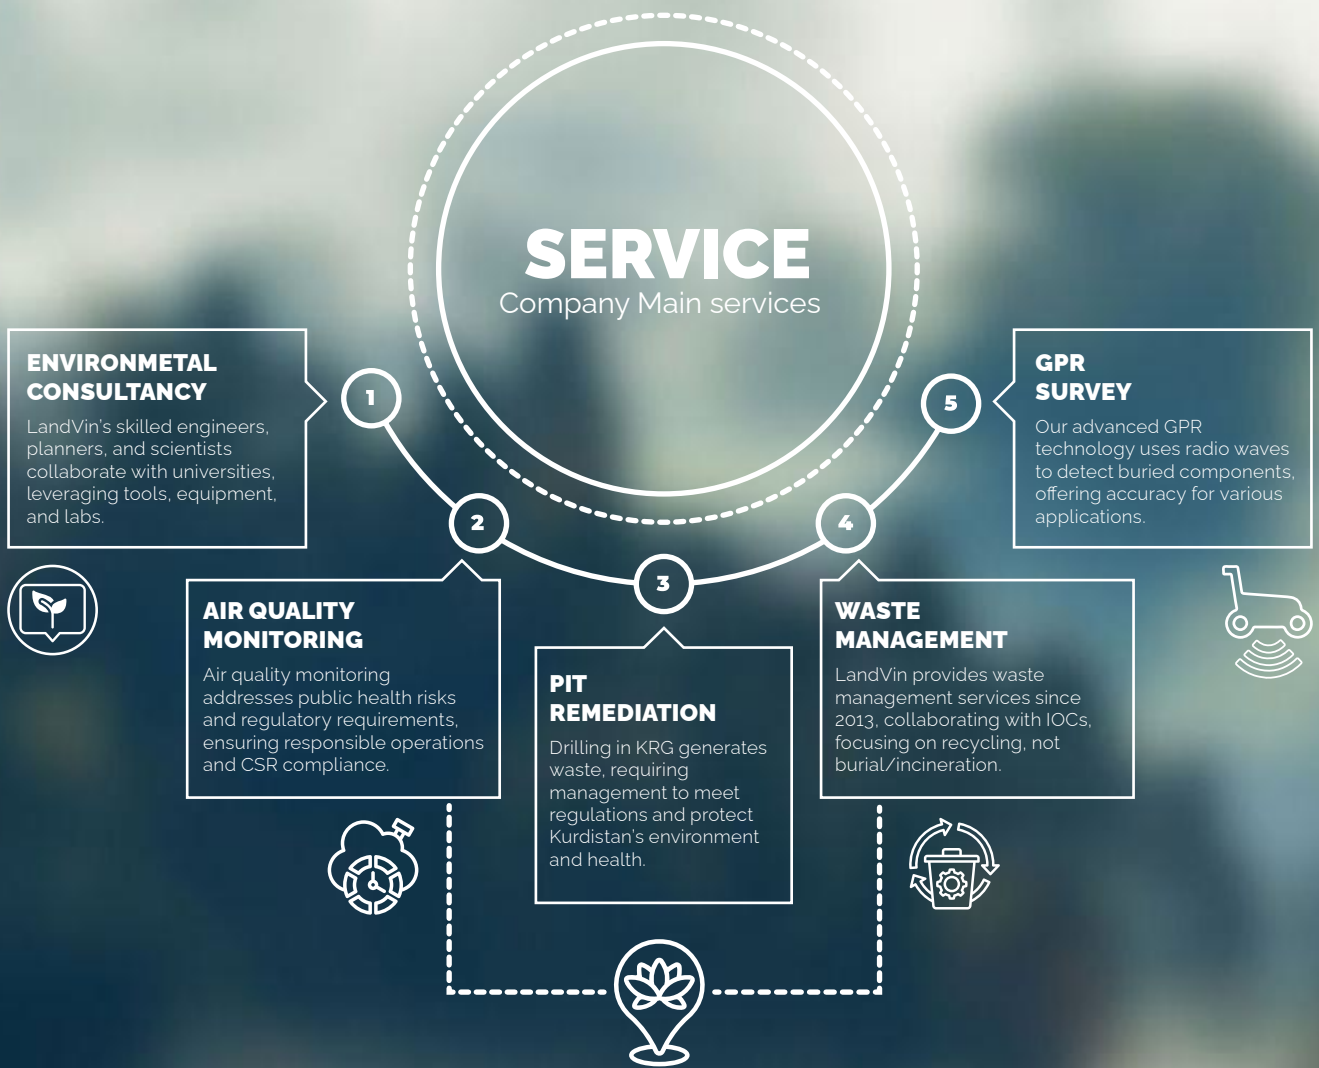 SERVICE
Company Main services
ENVIRONMETAL
CONSULTANCY
LandVin's skilled engineers,
planners, and scientists
collaborate with universities,
leveraging tools, equipment,
and labs.
1
2
AIR QUALITY
MONITORING
Air quality monitoring
addresses public health risks
and regulatory requirements,
ensuring responsible operations
and CSR compliance.
3
PIT
REMEDIATION
Drilling in KRG generates
waste, requiring
management to meet
regulations and protect
Kurdistan's environment
and health.
4
WASTE
MANAGEMENT
LandVin provides waste
management services since
2013, collaborating with IOCs,
focusing on recycling, not
burial/incineration.
5
GPR
SURVEY
Our advanced GPR
technology uses radio waves
to detect buried components,
offering accuracy for various
applications.